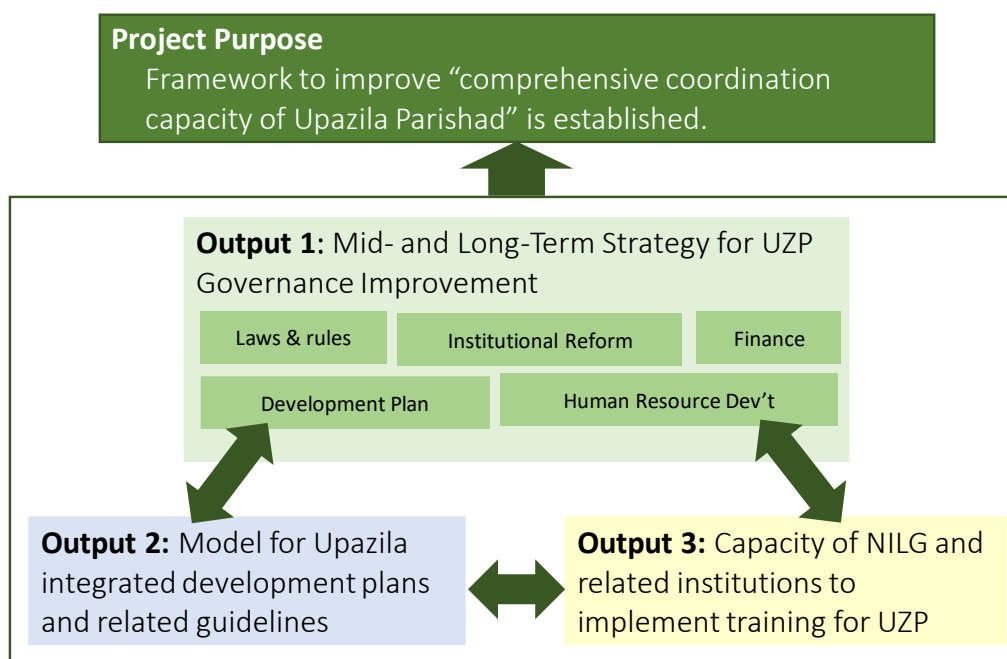 Project Purpose
Framework to improve “comprehensive coordination
capacity of Upazila Parishad” is established.
Output 1: Mid- and Long-Term Strategy for UZP
Governance Improvement
Laws & rules
Institutional Reform
Finance
Development Plan
Human Resource Dev’t
Output 2: Model for Upazila
integrated development plans
and related guidelines
Output 3: Capacity of NILG and
related institutions to
implement training for UZP